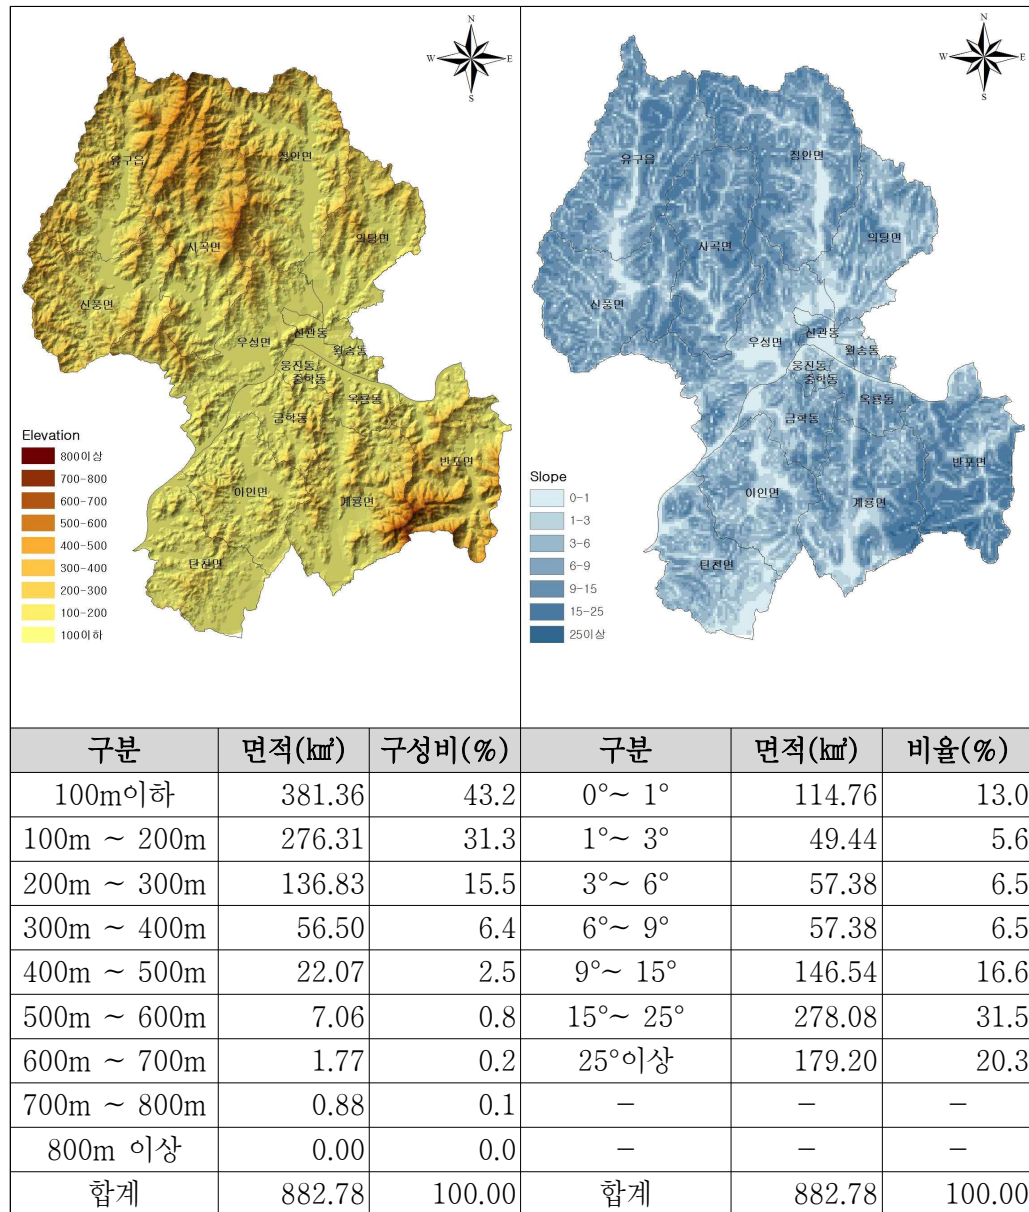 N
W E
S
유구읍
정안면
사곡면
의당면
신풍면
신관동
우성면
월송동
웅진동
중학동
옥룡동
금학동
반포면
이인면
계룡면
탄천면
Elevation
800이상
700-800
600-700
500-600
400-500
300-400
200-300
100-200
100이하
N
W E
S
유구읍
정안면
사곡면
의당면
신풍면
신관동
우성면
월송동
웅진동
중학동
옥룡동
금학동
반포면
이인면
계룡면
탄천면
Slope
0-1
1-3
3-6
6-9
9-15
15-25
25이상
구분 면적(㎢) 구성비(%) 구분 면적(㎢) 비율(%)
100m이하 381.36 43.2 0°~ 1° 114.76 13.0
100m ~ 200m 276.31 31.3 1°~ 3° 49.44 5.6
200m ~ 300m 136.83 15.5 3°~ 6° 57.38 6.5
300m ~ 400m 56.50 6.4 6°~ 9° 57.38 6.5
400m ~ 500m 22.07 2.5 9°~ 15° 146.54 16.6
500m ~ 600m 7.06 0.8 15°~ 25° 278.08 31.5
600m ~ 700m 1.77 0.2 25°이상 179.20 20.3
700m ~ 800m 0.88 0.1 - - -
800m 이상 0.00 0.0 - - -
합계 882.78 100.00 합계 882.78 100.00